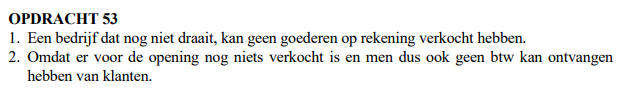 OPDRACHT 53
1. Een bedrijf dat nog niet draait, kan geen goederen op rekening verkocht hebben.
2. Omdat er voor de opening nog niets verkocht is en men dus ook geen btw kan ontvangen
hebben van klanten.